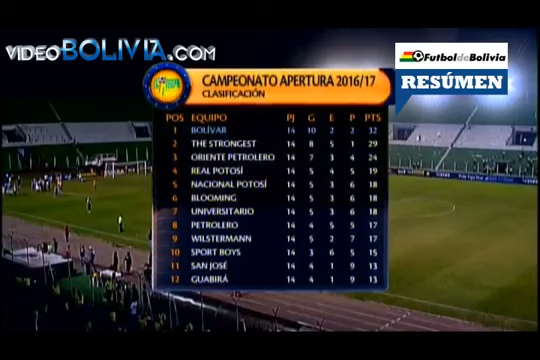 VIDEOBOLIVIA.COM
FutboldeBolivia
RESÚMEN
CAMPEONATO APERTURA 2016/17
CLASIFICACIÓN
POS EQUIPO PJ G E P PTS
1 BOLÍVAR 14 10 2 2 32
2 THE STRONGEST 14 8 5 1 29
3 ORIENTE PETROLERO 14 7 3 4 24
4 REAL POTOSÍ 14 5 4 5 19
5 NACIONAL POTOSÍ 14 5 3 6 18
6 BLOOMING 14 5 3 6 18
7 UNIVERSITARIO 14 5 3 6 18
8 PETROLERO 14 4 5 5 17
9 WILSTERMANN 14 5 2 7 17
10 SPORT BOYS 14 3 6 5 15
11 SAN JOSÉ 14 4 1 9 13
12 GUABIRÁ 14 4 1 9 13